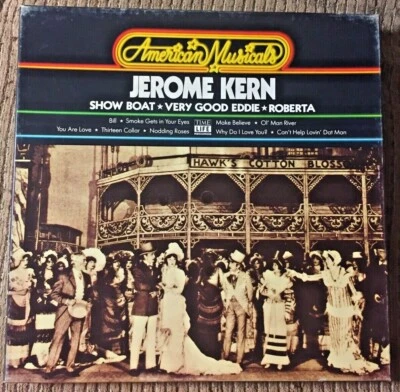 American Musicals
JEROME KERN
SHOW BOAT ★ VERY GOOD EDDIE ★ ROBERTA
Bill • Smoke Gets in Your Eyes TIME LIFE Make Believe • Ol' Man River
You Are Love • Thirteen Collar • Nodding Roses Why Do I Love You? • Can't Help Lovin' Dat Man
HAWK'S COTTON BLOSS